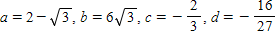 a = 2 − √3, b = 6√3, c = − 2/3, d = − 16/27